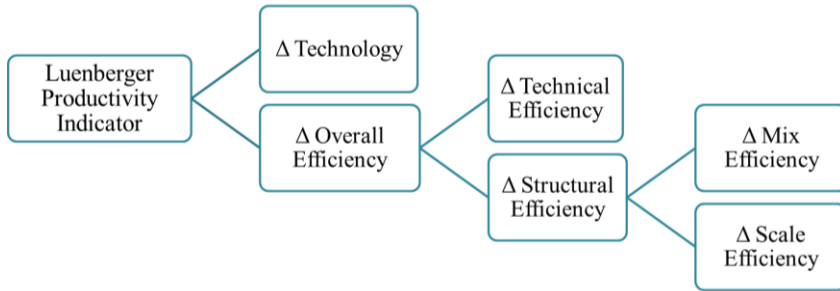 Luenberger
Productivity
Indicator
Δ Technology
Δ Overall
Efficiency
Δ Technical
Efficiency
Δ Structural
Efficiency
Δ Mix
Efficiency
Δ Scale
Efficiency